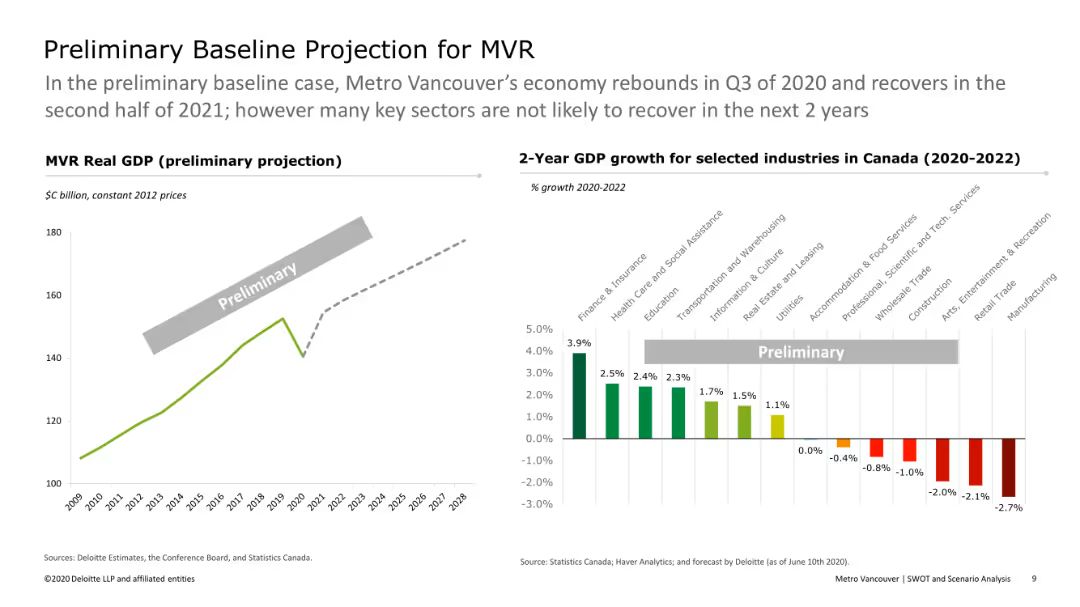 Preliminary Baseline Projection for MVR
In the preliminary baseline case, Metro Vancouver’s economy rebounds in Q3 of 2020 and recovers in the
second half of 2021; however many key sectors are not likely to recover in the next 2 years
MVR Real GDP (preliminary projection)
$C billion, constant 2012 prices
180
160
140
120
100
Preliminary
2009
2010
2011
2012
2013
2014
2015
2016
2017
2018
2019
2020
2021
2022
2023
2024
2025
2026
2027
2028
Sources: Deloitte Estimates, the Conference Board, and Statistics Canada.
2-Year GDP growth for selected industries in Canada (2020-2022)
% growth 2020-2022
Finance & Insurance
Health Care and Social Assistance
Education
Transportation and Warehousing
Information & Culture
Real Estate and Leasing
Utilities
Accommodation & Food Services
Professional, Scientific and Tech. Services
Wholesale Trade
Construction
Arts, Entertainment & Recreation
Retail Trade
Manufacturing
5.0%
4.0%
3.0%
2.0%
1.0%
0.0%
-1.0%
-2.0%
-3.0%
Preliminary
3.9%
2.5%
2.4%
2.3%
1.7%
1.5%
1.1%
0.0%
-0.4%
-0.8%
-1.0%
-2.0%
-2.1%
-2.7%
Source: Statistics Canada; Haver Analytics; and forecast by Deloitte (as of June 10th 2020).
©2020 Deloitte LLP and affiliated entities
Metro Vancouver | SWOT and Scenario Analysis 9